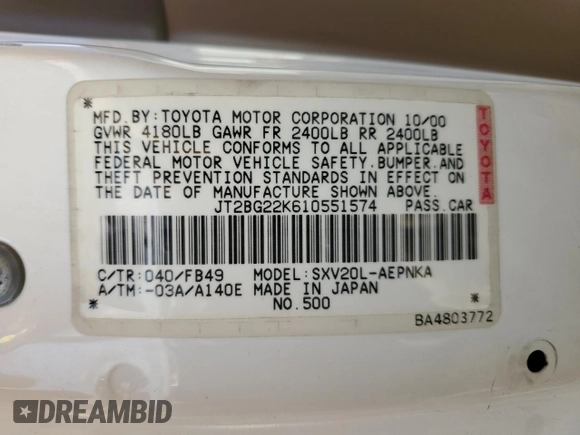 MFD.BY:TOYOTA MOTOR CORPORATION 10/00
GVWR 4180LB GAWR FR 2400LB RR 2400LB
THIS VEHICLE CONFORMS TO ALL APPLICABLE
FEDERAL MOTOR VEHICLE SAFETY,BUMPER,AND
THEFT PREVENTION STANDARDS IN EFFECT ON
THE DATE OF MANUFACTURE SHOWN ABOVE.
TOYOTA
JT2BG22K610551574 PASS.CAR
* *
C/TR:040/FB49 MODEL:SXV20L-AEPNKA
A/TM:-03A/A140E MADE IN JAPAN
* NO.500 *
BA4803772
DREAMBID